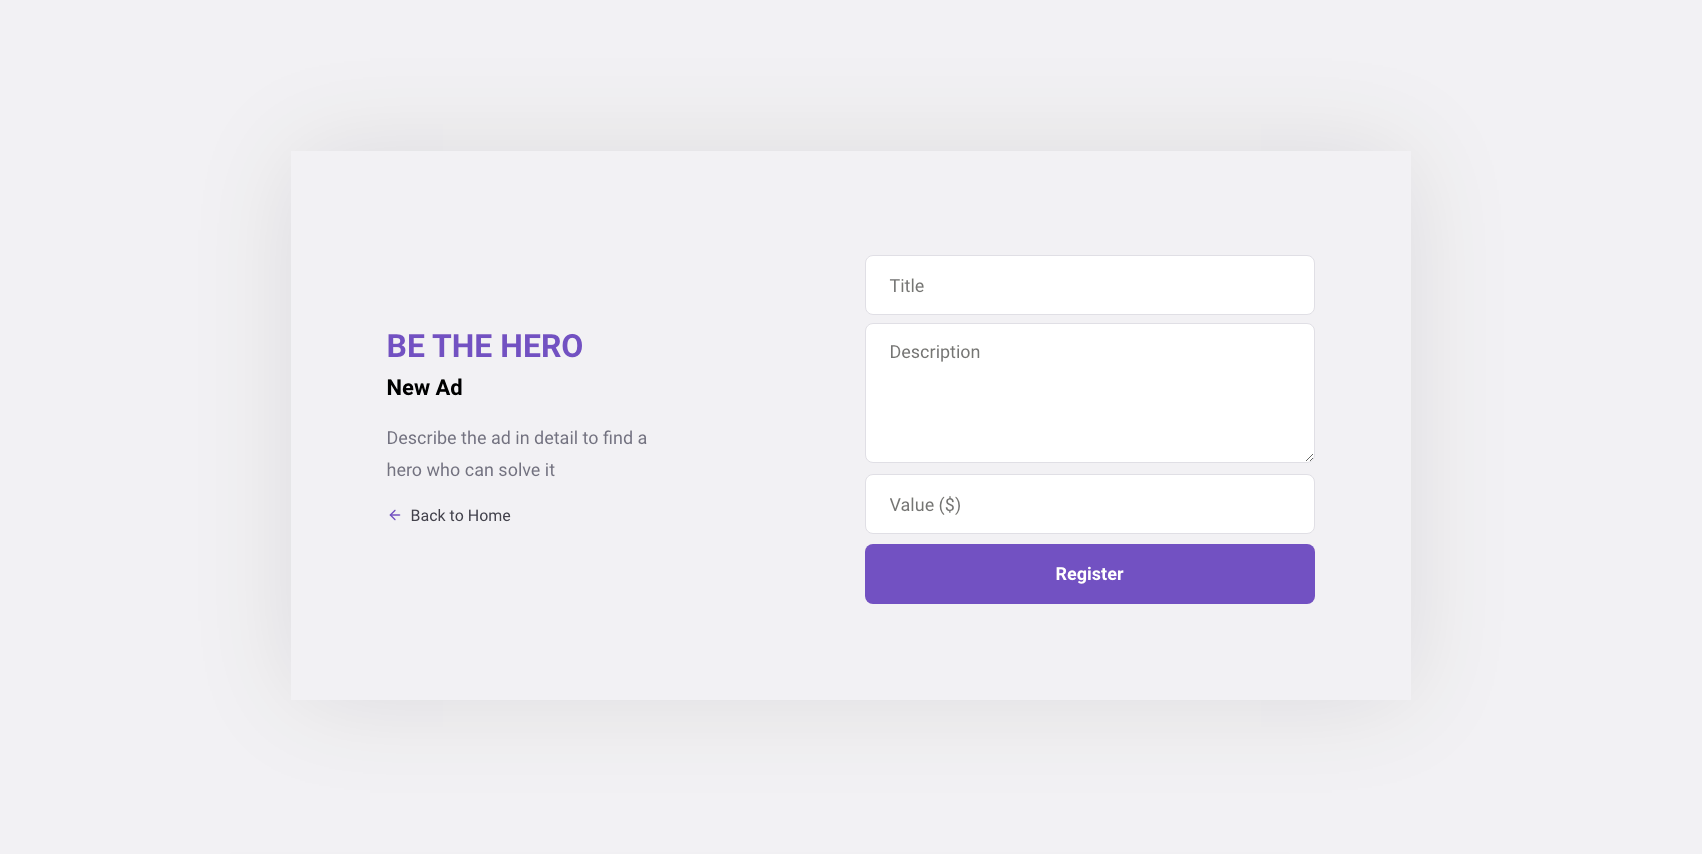 BE THE HERO
New Ad
Describe the ad in detail to find a
hero who can solve it
Back to Home
Title
Description
Value ($)
Register